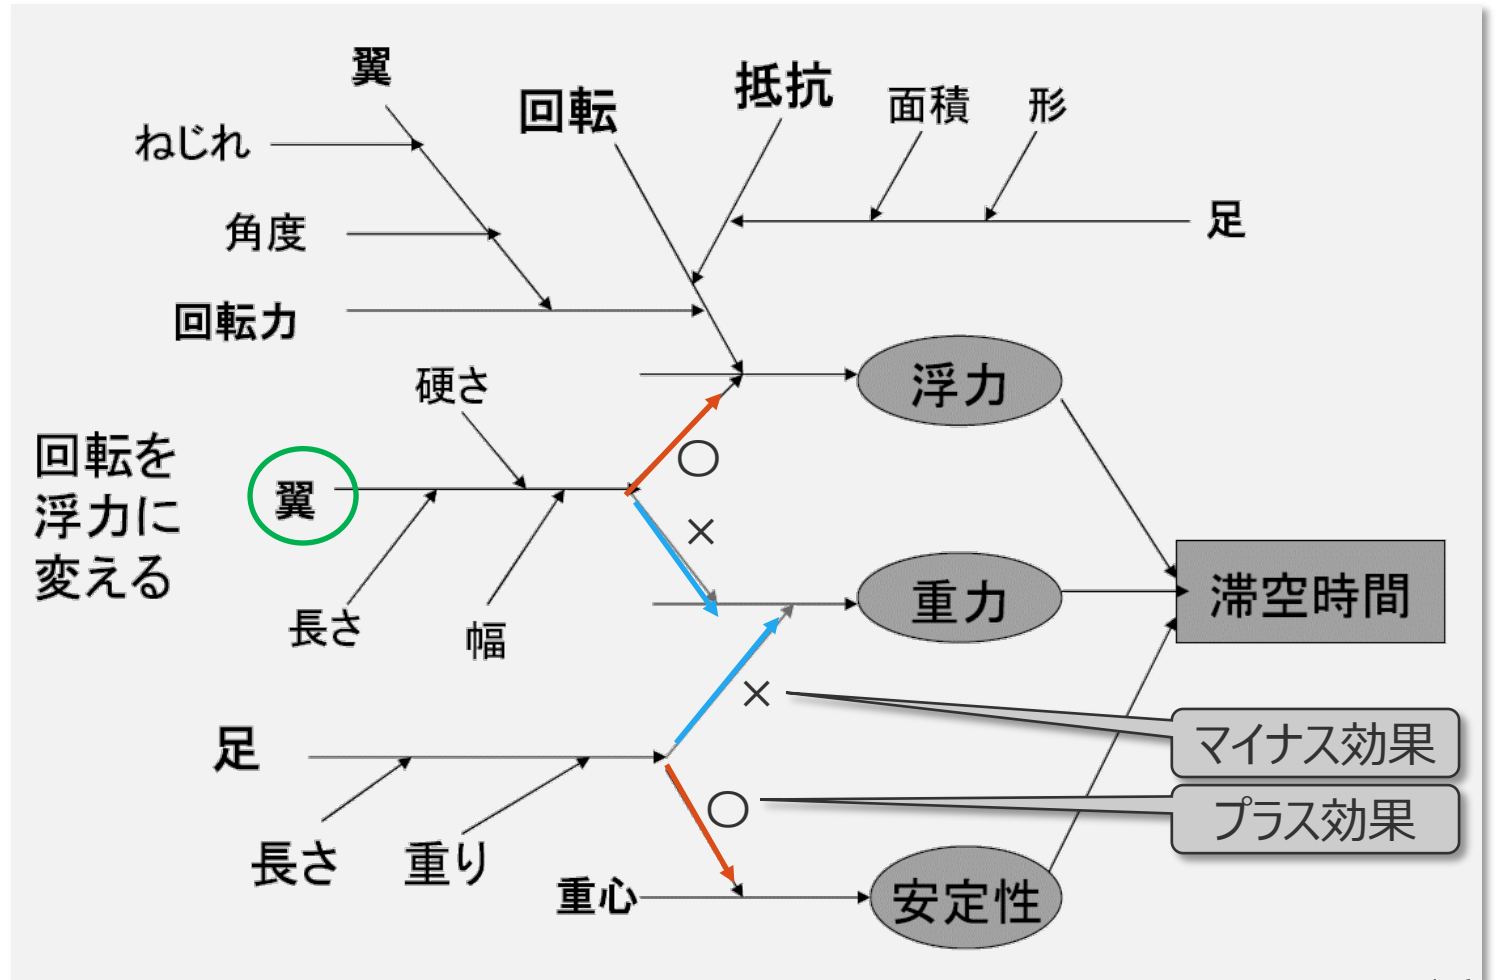 翼
抵抗
回転
面積
形
ねじれ
足
角度
回転力
硬さ
浮力
○
回転を
浮力に
変える
翼
×
重力
滞空時間
長さ
幅
×
足
マイナス効果
プラス効果
○
長さ
重り
重心
安定性